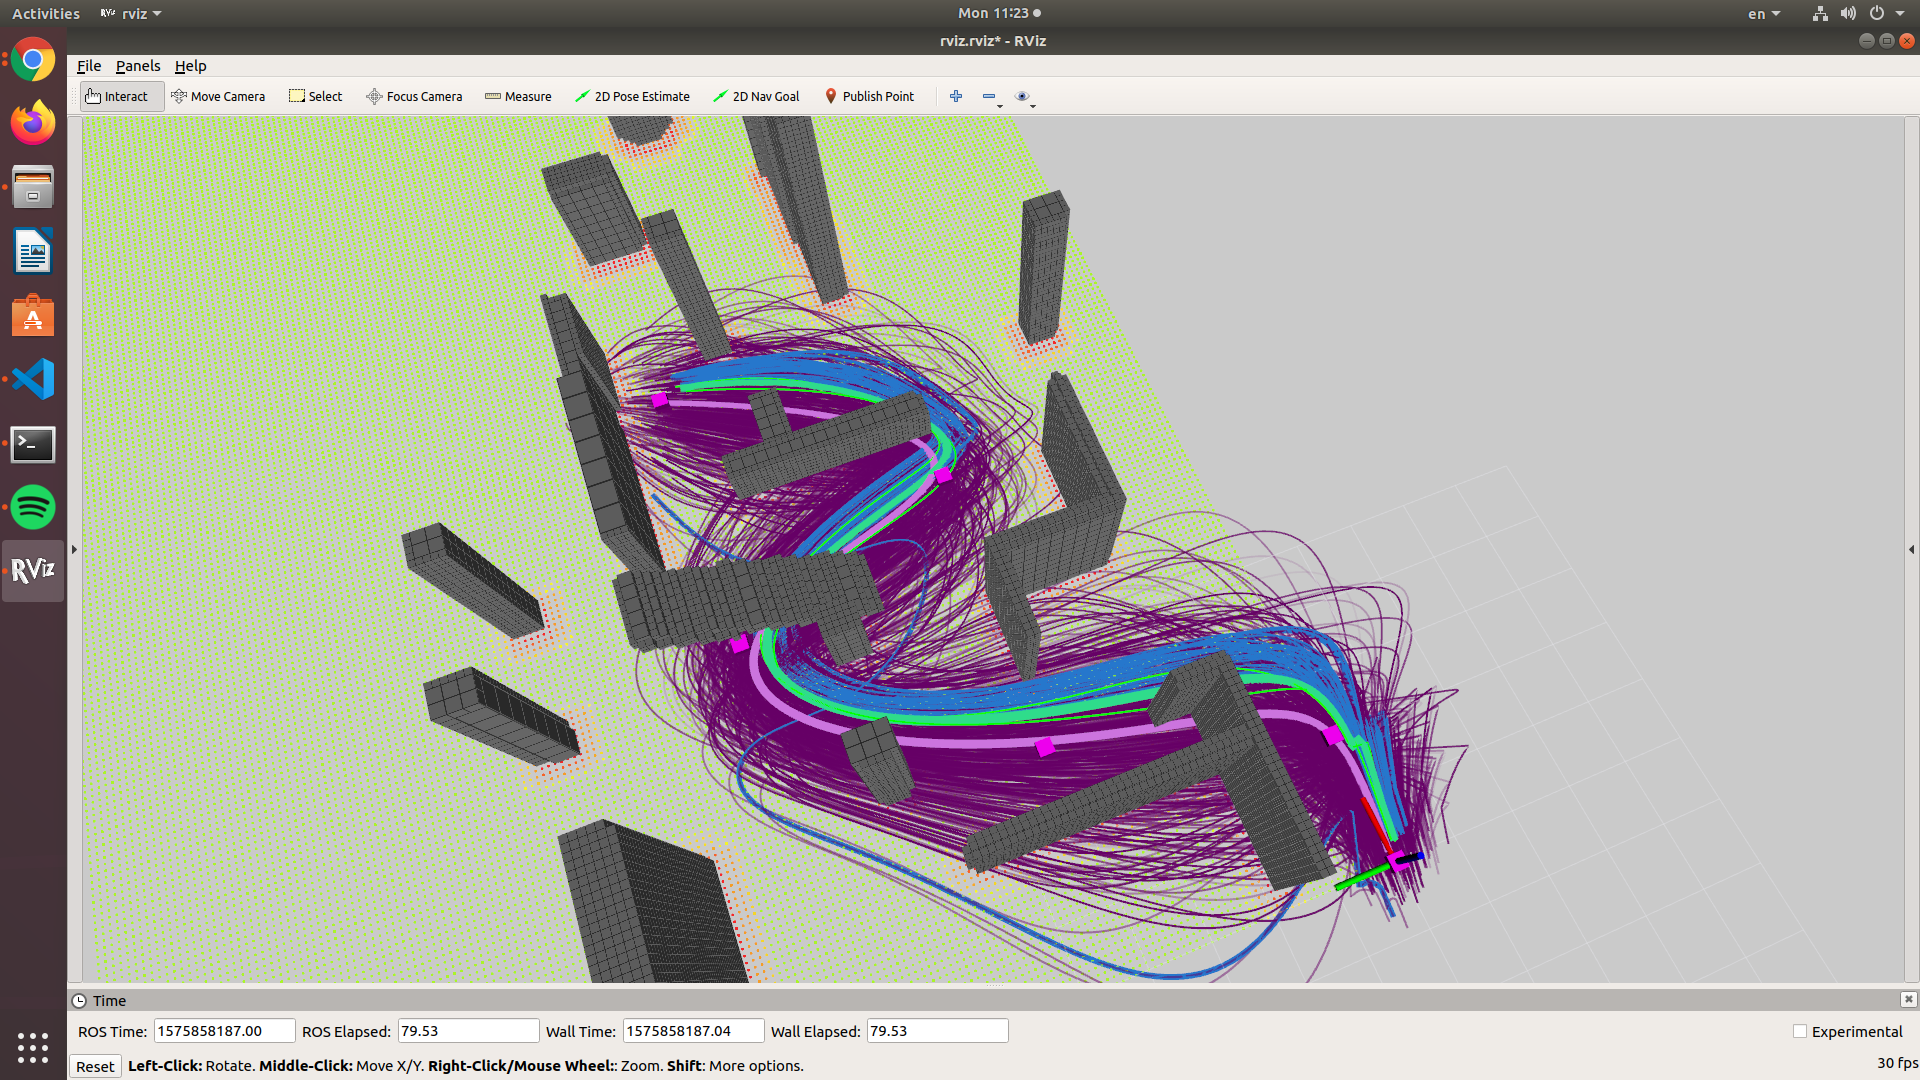 Activities RViz rviz Mon 11:23 en
rviz.rviz* - RViz
File Panels Help
Interact Move Camera Select Focus Camera Measure 2D Pose Estimate 2D Nav Goal Publish Point
RViz
Time
ROS Time: 1575858187.00 ROS Elapsed: 79.53 Wall Time: 1575858187.04 Wall Elapsed: 79.53 Experimental
Reset Left-Click: Rotate. Middle-Click: Move X/Y. Right-Click/Mouse Wheel:: Zoom. Shift: More options. 30 fps